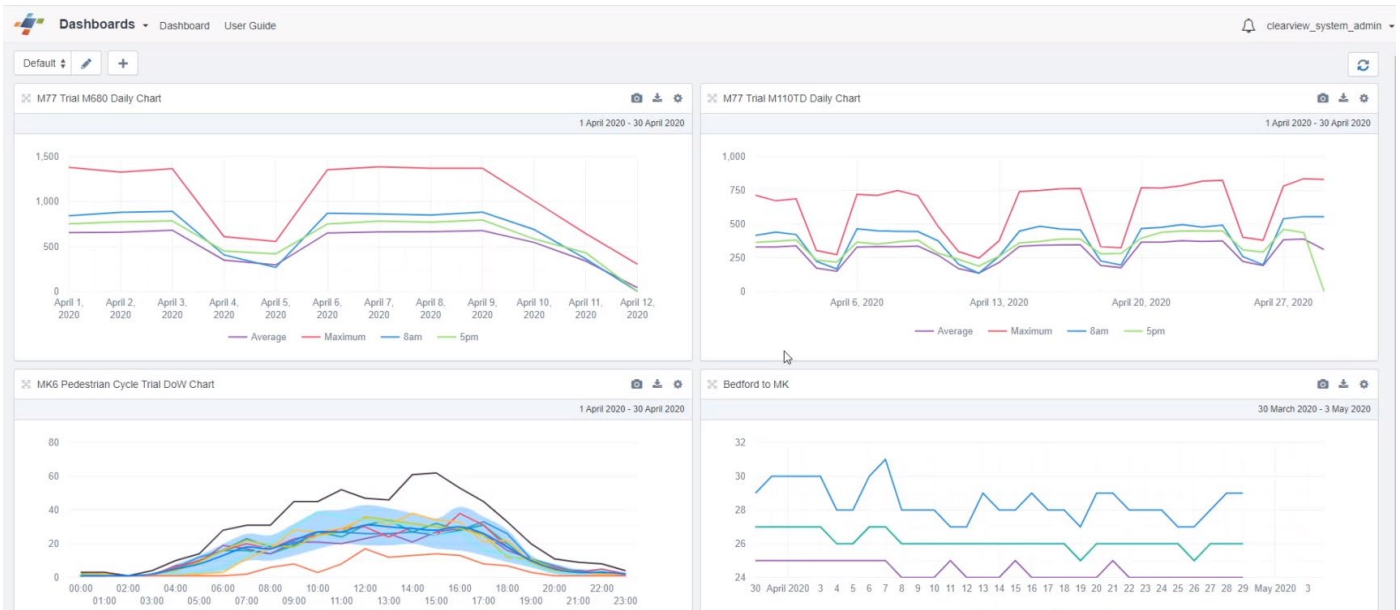 Dashboards Dashboard User Guide clearview_system_admin
Default
M77 Trial M680 Daily Chart
1 April 2020 - 30 April 2020
1,500
1,000
500
0
April 1, April 2, April 3, April 4, April 5, April 6, April 7, April 8, April 9, April 10, April 11, April 12,
2020 2020 2020 2020 2020 2020 2020 2020 2020 2020 2020 2020
Average Maximum 8am 5pm
M77 Trial M110TD Daily Chart
1 April 2020 - 30 April 2020
1,000
750
500
250
0
April 6, 2020 April 13, 2020 April 20, 2020 April 27, 2020
Average Maximum 8am 5pm
MK6 Pedestrian Cycle Trial DoW Chart
1 April 2020 - 30 April 2020
80
60
40
20
0
00:00 02:00 04:00 06:00 08:00 10:00 12:00 14:00 16:00 18:00 20:00 22:00
01:00 03:00 05:00 07:00 09:00 11:00 13:00 15:00 17:00 19:00 21:00 23:00
Bedford to MK
30 March 2020 - 3 May 2020
32
30
28
26
24
30 April 2020 3 4 5 6 7 8 9 10 11 12 13 14 15 16 17 18 19 20 21 22 23 24 25 26 27 28 29 May 2020 3